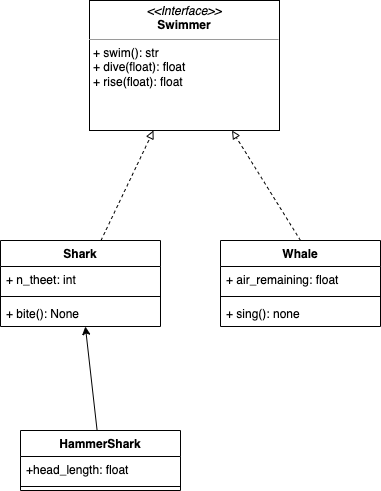 <<Interface>>
Swimmer
+ swim(): str
+ dive(float): float
+ rise(float): float
Shark
+ n_theet: int
+ bite(): None
Whale
+ air_remaining: float
+ sing(): none
HammerShark
+head_length: float